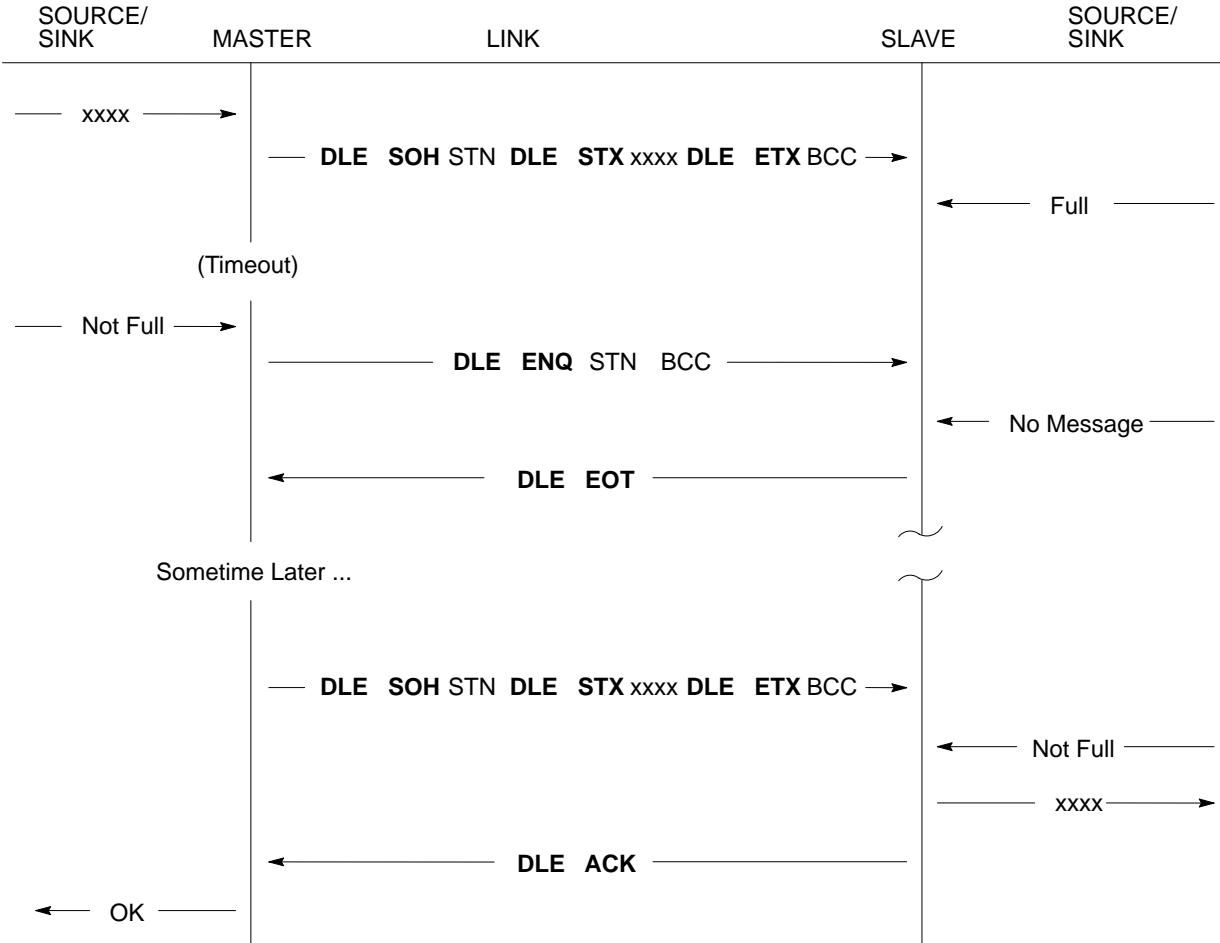 SOURCE/
SINK
MASTER
LINK
SLAVE
SOURCE/
SINK
xxxx
DLE SOH STN DLE STX xxxx DLE ETX BCC
Full
(Timeout)
Not Full
DLE ENQ STN BCC
No Message
DLE EOT
Sometime Later ...
DLE SOH STN DLE STX xxxx DLE ETX BCC
Not Full
xxxx
DLE ACK
OK